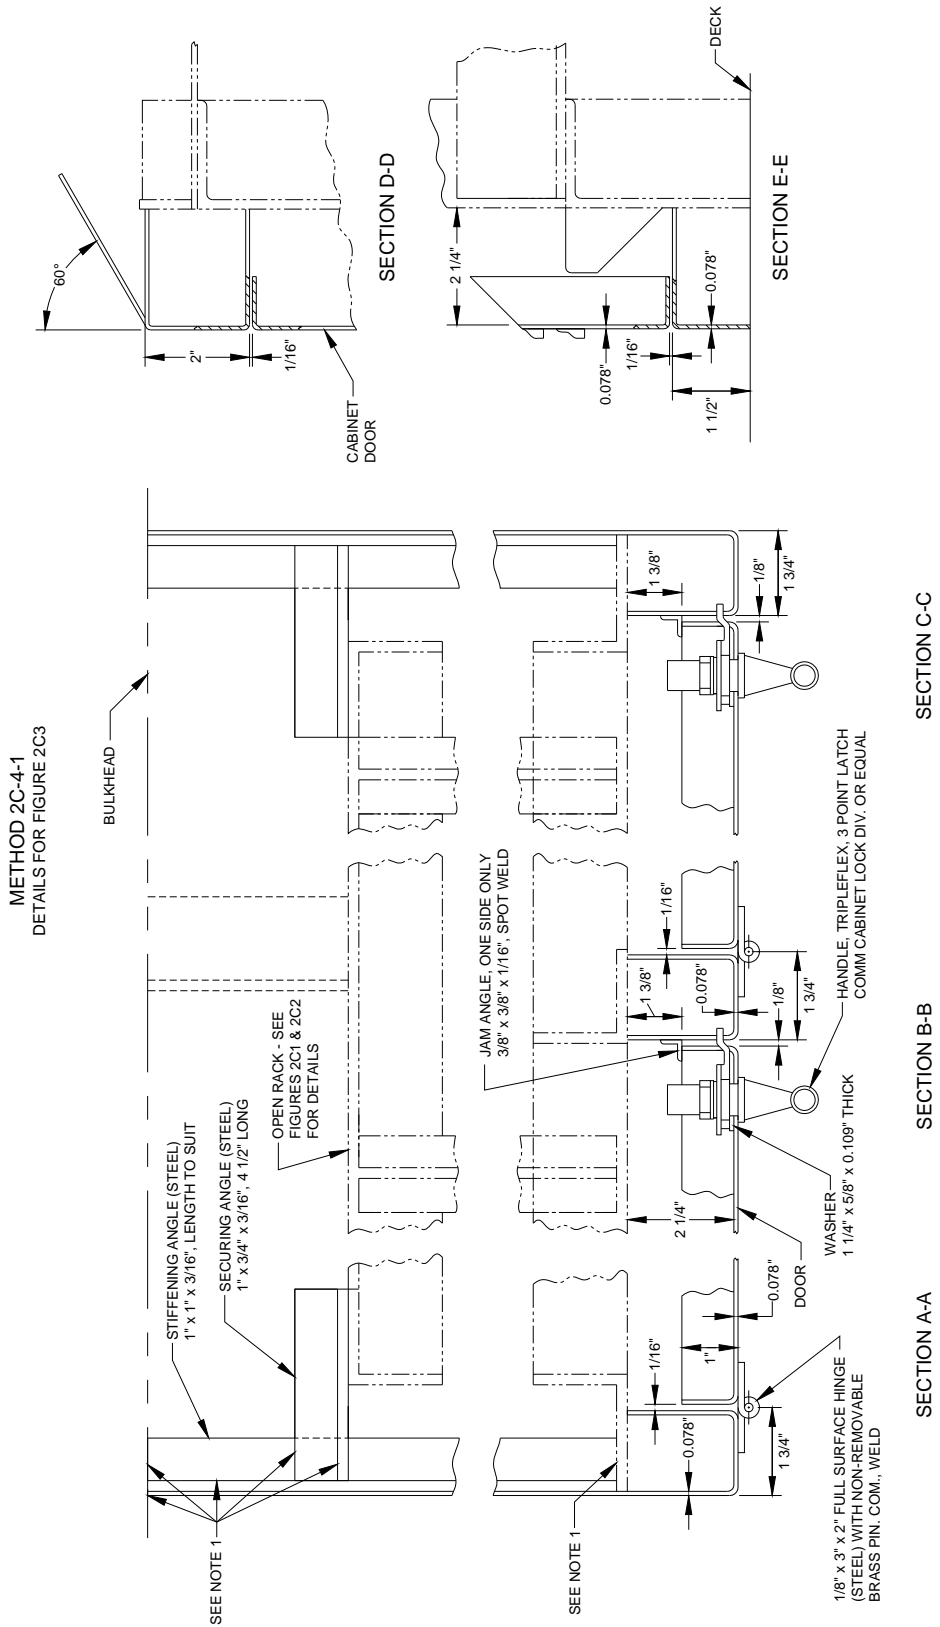 METHOD 2C-4-1
DETAILS FOR FIGURE 2C3
BULKHEAD
STIFFENING ANGLE (STEEL)
1" x 1" x 3/16", LENGTH TO SUIT
SECURING ANGLE (STEEL)
1" x 3/4" x 3/16", 4 1/2" LONG
OPEN RACK - SEE
FIGURES 2C1 & 2C2
FOR DETAILS
SEE NOTE 1
SEE NOTE 1
JAM ANGLE, ONE SIDE ONLY
3/8" x 3/8" x 1/16", SPOT WELD
0.078"
1/16"
1"
0.078"
1 3/4"
2 1/4"
1 3/8"
1/16"
0.078"
1/8"
1 3/4"
1 3/8"
1/8"
1 3/4"
1/8" x 3" x 2" FULL SURFACE HINGE
(STEEL) WITH NON-REMOVABLE
BRASS PIN. COM., WELD
DOOR
WASHER
1 1/4" x 5/8" x 0.109" THICK
HANDLE, TRIPLEFLEX, 3 POINT LATCH
COMM CABINET LOCK DIV. OR EQUAL
SECTION A-A
SECTION B-B
SECTION C-C
60°
2"
1/16"
CABINET
DOOR
SECTION D-D
2 1/4"
0.078"
1/16"
0.078"
1 1/2"
DECK
SECTION E-E